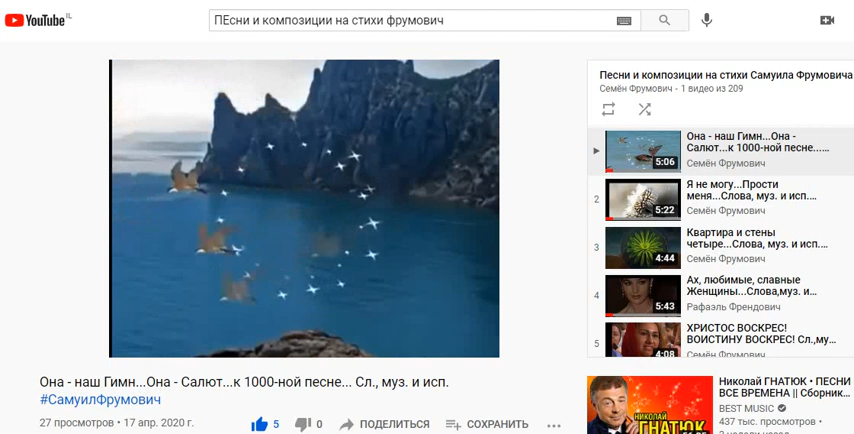 YouTube IL
ПЕсни и композиции на стихи фрумович
Она - наш Гимн...Она - Салют...к 1000-ной песне... Сл., муз. и исп.
#СамуилФрумович
27 просмотров • 17 апр. 2020 г.
5
0
ПОДЕЛИТЬСЯ
СОХРАНИТЬ
Песни и композиции на стихи Самуила Фрумовича
Семён Фрумович - 1 видео из 209
5:06
Она - наш Гимн...Она -
Салют...к 1000-ной песне......
Семён Фрумович
2
5:22
Я не могу...Прости
меня...Слова, муз. и исп....
Семён Фрумович
3
4:44
Квартира и стены
четыре...Слова, муз. и исп....
Семён Фрумович
4
5:43
Ах, любимые, славные
Женщины...Слова,муз. и...
Рафаэль Френдович
5
4:08
ХРИСТОС ВОСКРЕС!
ВОИСТИНУ ВОСКРЕС! Сл.,му...
Семён Фрумович
НИКОЛАЙ
ГНАТЮК
Николай ГНАТЮК • ПЕСНИ
ВСЕ ВРЕМЕНА || Сборник...
BEST MUSIC
437 тыс. просмотров •